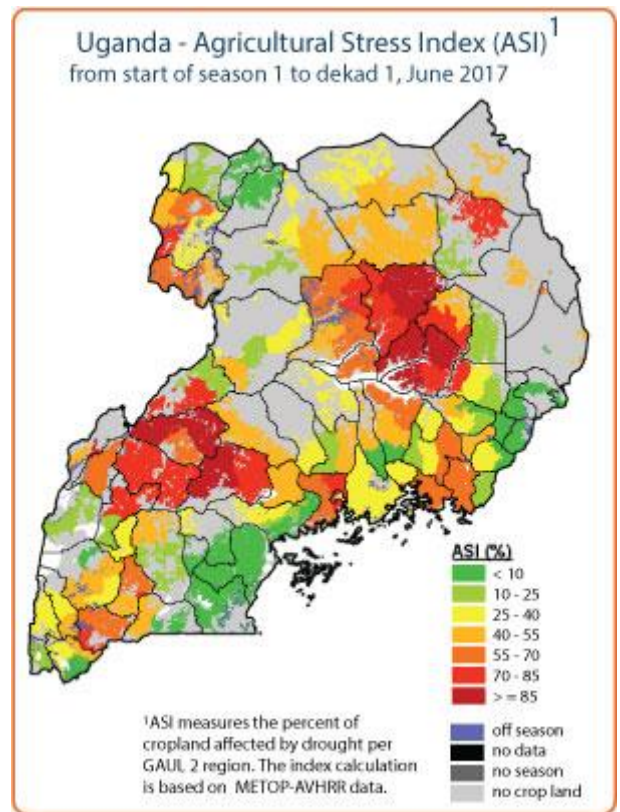 Uganda - Agricultural Stress Index (ASI)¹
from start of season 1 to dekad 1, June 2017
ASI (%)
< 10
10 - 25
25 - 40
40 - 55
55 - 70
70 - 85
> = 85
off season
no data
no season
no crop land
¹ASI measures the percent of
cropland affected by drought per
GAUL 2 region. The index calculation
is based on METOP-AVHRR data.